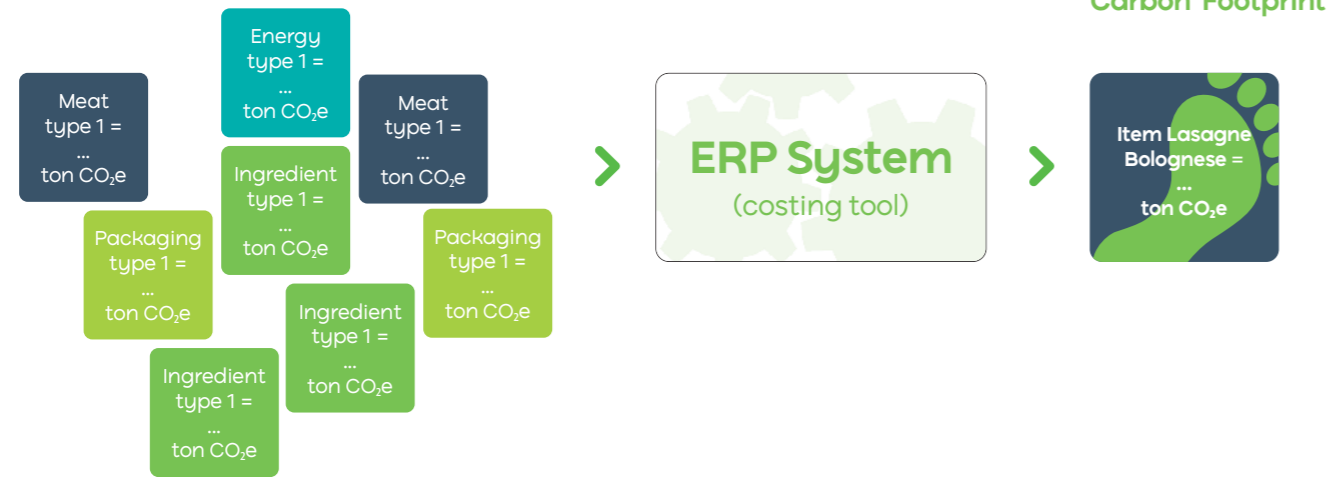 Carbon Footprint
Energy
type 1 =
...
ton CO₂e
Meat
type 1 =
...
ton CO₂e
Meat
type 1 =
...
ton CO₂e
Ingredient
type 1 =
...
ton CO₂e
Packaging
type 1 =
...
ton CO₂e
Packaging
type 1 =
...
ton CO₂e
Ingredient
type 1 =
...
ton CO₂e
Ingredient
type 1 =
...
ton CO₂e
ERP System
(costing tool)
Item Lasagne
Bolognese =
...
ton CO₂e